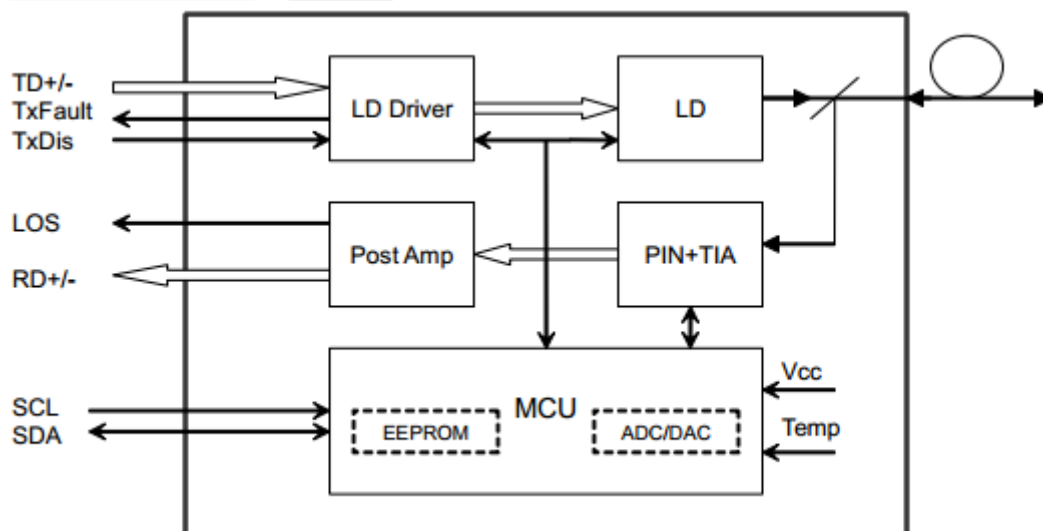 TD+/-
TxFault
TxDis
LD Driver
LD
LOS
RD+/-
Post Amp
PIN+TIA
SCL
SDA
MCU
EEPROM
ADC/DAC
Vcc
Temp